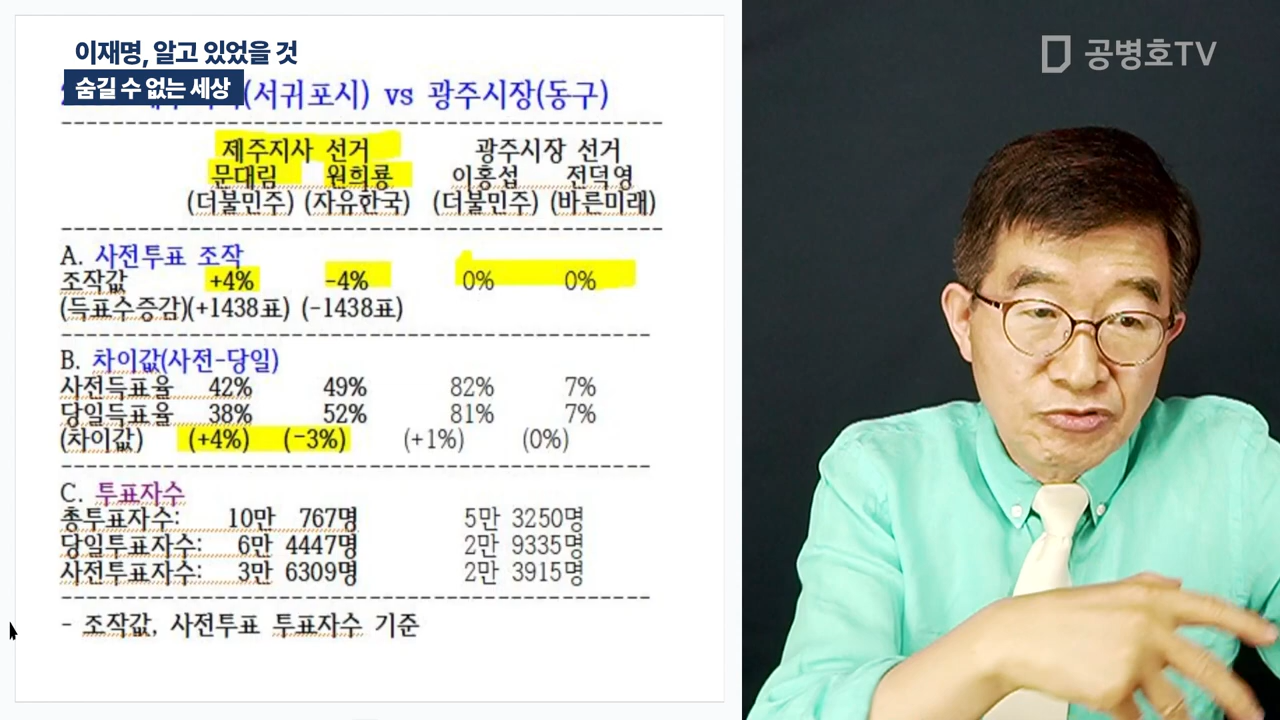 이재명, 알고 있었을 것
숨길 수 없는 세상
(서귀포시) vs 광주시장(동구)
제주지사 선거 광주시장 선거
문대림 원희룡 이홍섭 전덕영
(더불민주) (자유한국) (더불민주) (바른미래)
A. 사전투표 조작
조작값 +4% -4% 0% 0%
(득표수증감)(+1438표) (-1438표)
B. 차이값(사전-당일)
사전득표율 42% 49% 82% 7%
당일득표율 38% 52% 81% 7%
(차이값) (+4%) (-3%) (+1%) (0%)
C. 투표자수
총투표자수: 10만 767명 5만 3250명
당일투표자수: 6만 4447명 2만 9335명
사전투표자수: 3만 6309명 2만 3915명
- 조작값, 사전투표 투표자수 기준
공병호TV